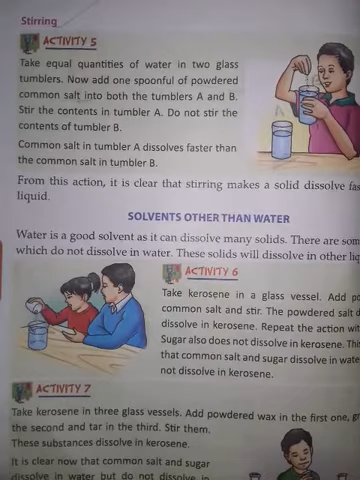 Stirring
ACTIVITY 5
Take equal quantities of water in two glass
tumblers. Now add one spoonful of powdered
common salt into both the tumblers A and B.
Stir the contents in tumbler A. Do not stir the
contents of tumbler B.
Common salt in tumbler A dissolves faster than
the common salt in tumbler B.
From this action, it is clear that stirring makes a solid dissolve
liquid.
SOLVENTS OTHER THAN WATER
Water is a good solvent as it can dissolve many solids. There are
which do not dissolve in water. These solids will dissolve in other
ACTIVITY 6
Take kerosene in a glass vessel. Add
common salt and stir. The powdered salt
dissolve in kerosene. Repeat the action
Sugar also does not dissolve in kerosene.
that common salt and sugar dissolve in
not dissolve in kerosene.
ACTIVITY 7
Take kerosene in three glass vessels. Add powdered wax in the first one,
the second and tar in the third. Stir them.
These substances dissolve in kerosene.
It is clear now that common salt and sugar
dissolve in water but do not dissolve in